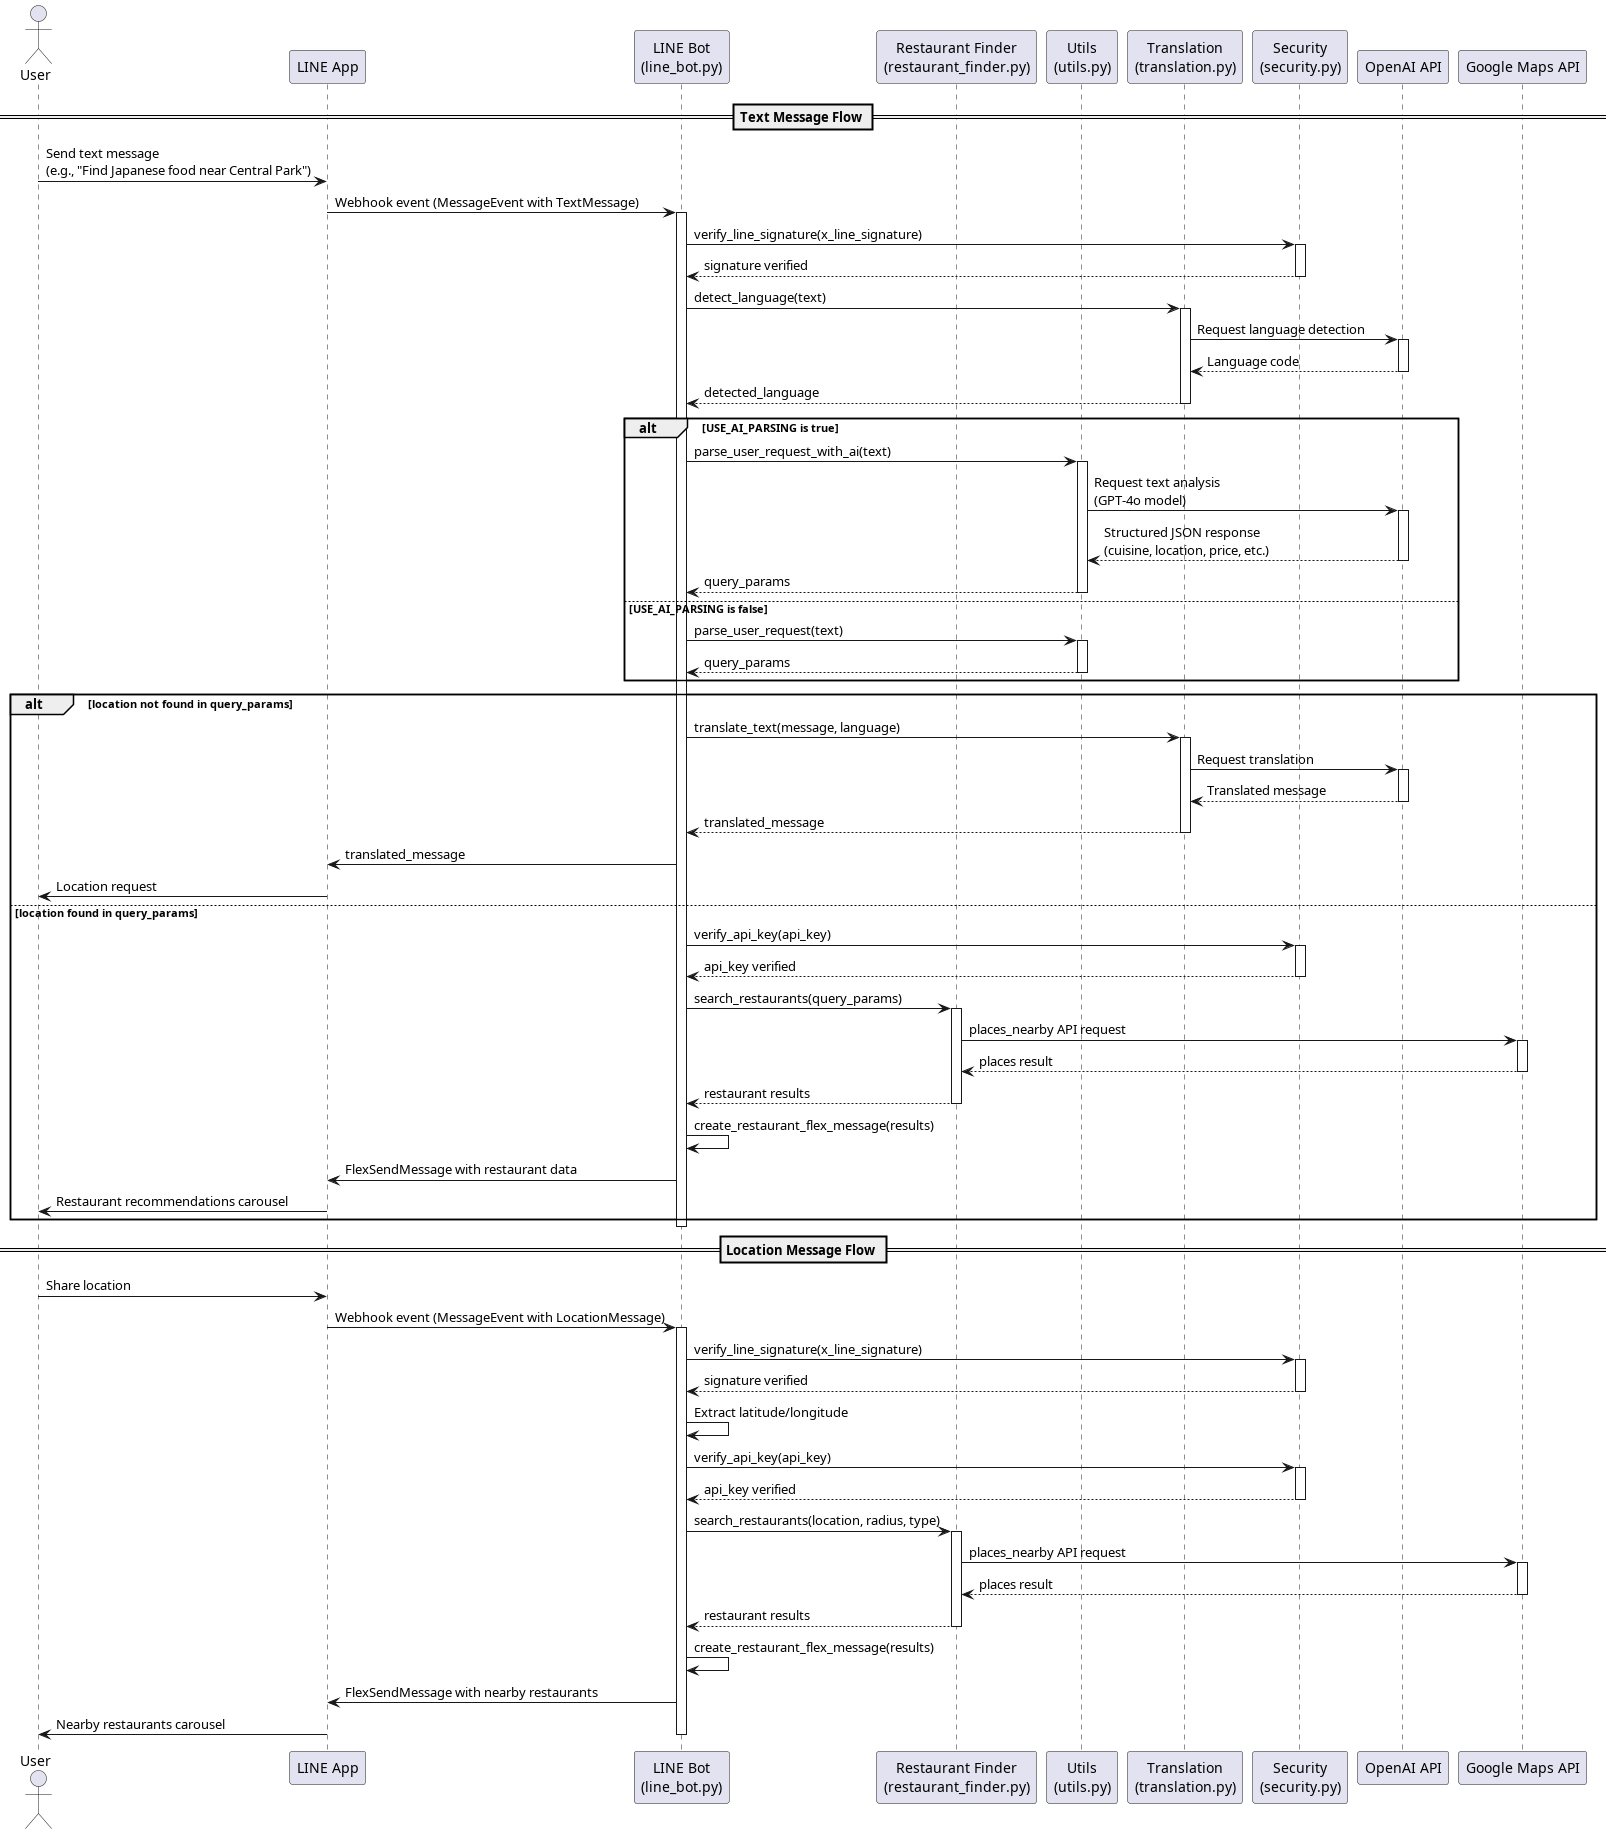 User
LINE App
LINE Bot
(line_bot.py)
Restaurant Finder
(restaurant_finder.py)
Utils
(utils.py)
Translation
(translation.py)
Security
(security.py)
OpenAI API
Google Maps API
Text Message Flow
Send text message
(e.g., "Find Japanese food near Central Park")
Webhook event (MessageEvent with TextMessage)
verify_line_signature(x_line_signature)
signature verified
detect_language(text)
Request language detection
Language code
detected_language
alt [USE_AI_PARSING is true]
parse_user_request_with_ai(text)
Request text analysis
(GPT-4o model)
Structured JSON response
(cuisine, location, price, etc.)
query_params
[USE_AI_PARSING is false]
parse_user_request(text)
query_params
alt [location not found in query_params]
translate_text(message, language)
Request translation
Translated message
translated_message
translated_message
Location request
[location found in query_params]
verify_api_key(api_key)
api_key verified
search_restaurants(query_params)
places_nearby API request
places result
restaurant results
create_restaurant_flex_message(results)
FlexSendMessage with restaurant data
Restaurant recommendations carousel
Location Message Flow
Share location
Webhook event (MessageEvent with LocationMessage)
verify_line_signature(x_line_signature)
signature verified
Extract latitude/longitude
verify_api_key(api_key)
api_key verified
search_restaurants(location, radius, type)
places_nearby API request
places result
restaurant results
create_restaurant_flex_message(results)
FlexSendMessage with nearby restaurants
Nearby restaurants carousel
User
LINE App
LINE Bot
(line_bot.py)
Restaurant Finder
(restaurant_finder.py)
Utils
(utils.py)
Translation
(translation.py)
Security
(security.py)
OpenAI API
Google Maps API